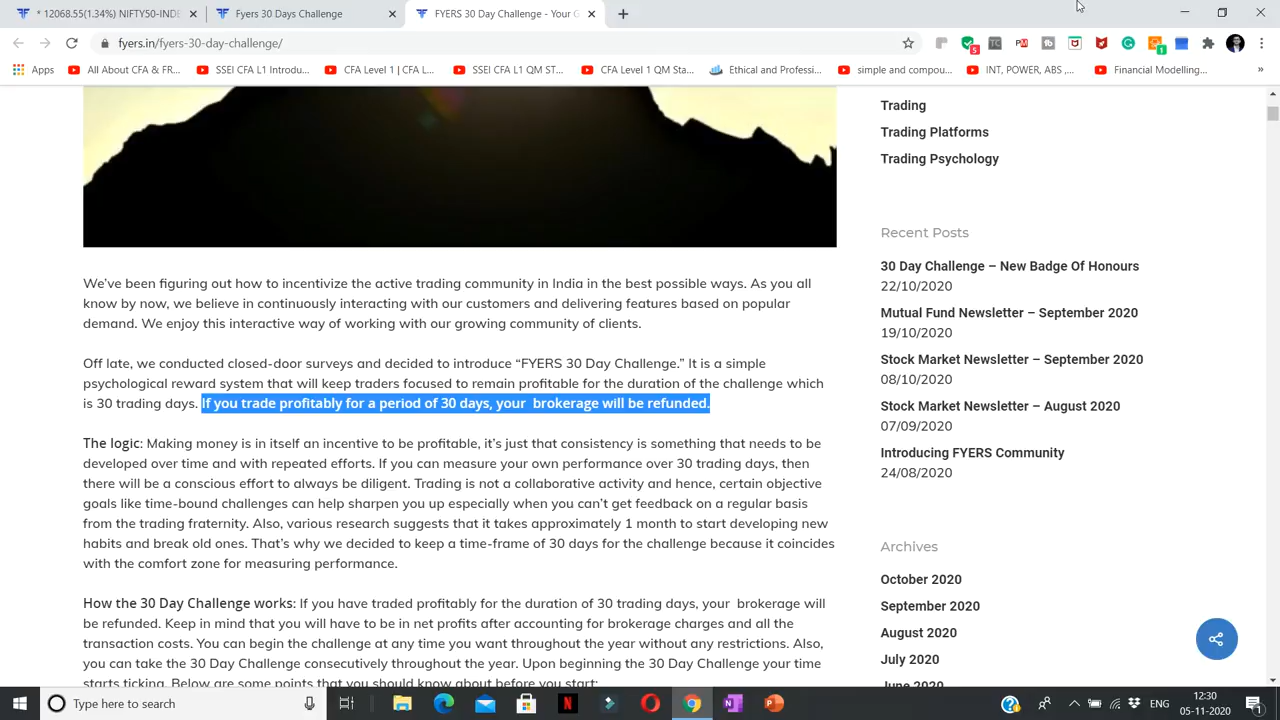 * 12068.55(1.34%) NIFTY50-INDE
Fyers 30 Day Challenge
FYERS 30 Day Challenge - Your G
fyers.in/fyers-30-day-challenge/
5
1
Apps
All About CFA & FR...
SSEI CFA L1 Introdu...
CFA Level 1 | CFA L...
SSEI CFA L1 QM ST...
CFA Level 1 QM Sta...
Ethical and Professi...
simple and compou...
INT, POWER, ABS ,...
Financial Modelling...
»
Trading
Trading Platforms
Trading Psychology
We’ve been figuring out how to incentivize the active trading community in India in the best possible ways. As you all
know by now, we believe in continuously interacting with our customers and delivering features based on popular
demand. We enjoy this interactive way of working with our growing community of clients.
Off late, we conducted closed-door surveys and decided to introduce “FYERS 30 Day Challenge.” It is a simple
psychological reward system that will keep traders focused to remain profitable for the duration of the challenge which
is 30 trading days. If you trade profitably for a period of 30 days, your  brokerage will be refunded.
The logic: Making money is in itself an incentive to be profitable, it’s just that consistency is something that needs to be
developed over time and with repeated efforts. If you can measure your own performance over 30 trading days, then
there will be a conscious effort to always be diligent. Trading is not a collaborative activity and hence, certain objective
goals like time-bound challenges can help sharpen you up especially when you can’t get feedback on a regular basis
from the trading fraternity. Also, various research suggests that it takes approximately 1 month to start developing new
habits and break old ones. That’s why we decided to keep a time-frame of 30 days for the challenge because it coincides
with the comfort zone for measuring performance.
How the 30 Day Challenge works: If you have traded profitably for the duration of 30 trading days, your  brokerage will
be refunded. Keep in mind that you will have to be in net profits after accounting for brokerage charges and all the
transaction costs. You can begin the challenge at any time you want throughout the year without any restrictions. Also,
you can take the 30 Day Challenge consecutively throughout the year. Upon beginning the 30 Day Challenge your time
starts ticking. Below are some points that you should know about before you start:
Recent Posts
30 Day Challenge – New Badge Of Honours
22/10/2020
Mutual Fund Newsletter – September 2020
19/10/2020
Stock Market Newsletter – September 2020
08/10/2020
Stock Market Newsletter – August 2020
07/09/2020
Introducing FYERS Community
24/08/2020
Archives
October 2020
September 2020
August 2020
July 2020
June 2020
Type here to search
ENG
12:30
05-11-2020
1